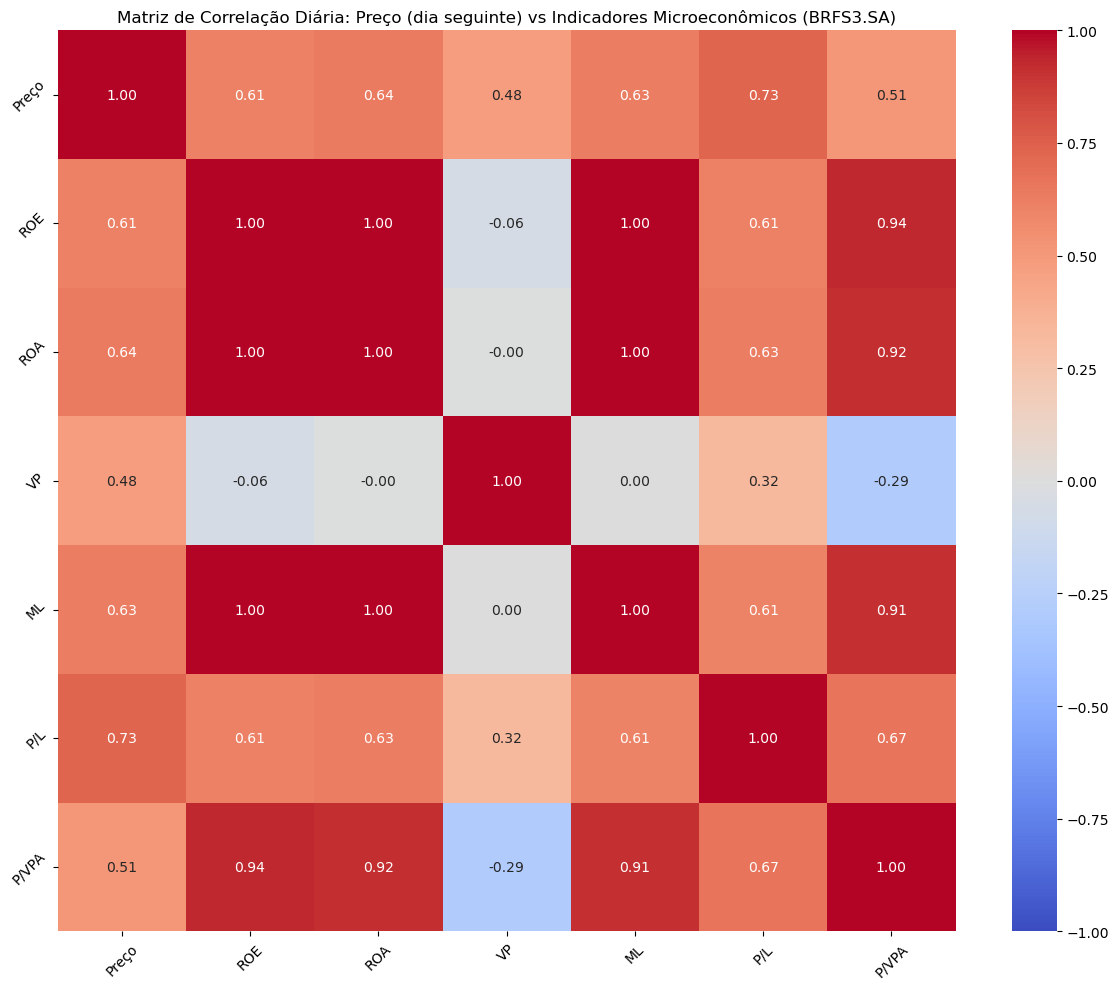 Matriz de Correlação Diária: Preço (dia seguinte) vs Indicadores Microeconômicos (BRFS3.SA)
Preço 1.00 0.61 0.64 0.48 0.63 0.73 0.51
ROE 0.61 1.00 1.00 -0.06 1.00 0.61 0.94
ROA 0.64 1.00 1.00 -0.00 1.00 0.63 0.92
VP 0.48 -0.06 -0.00 1.00 0.00 0.32 -0.29
ML 0.63 1.00 1.00 0.00 1.00 0.61 0.91
P/L 0.73 0.61 0.63 0.32 0.61 1.00 0.67
P/VPA 0.51 0.94 0.92 -0.29 0.91 0.67 1.00
Preço ROE ROA VP ML P/L P/VPA
1.00
0.75
0.50
0.25
0.00
−0.25
−0.50
−0.75
−1.00